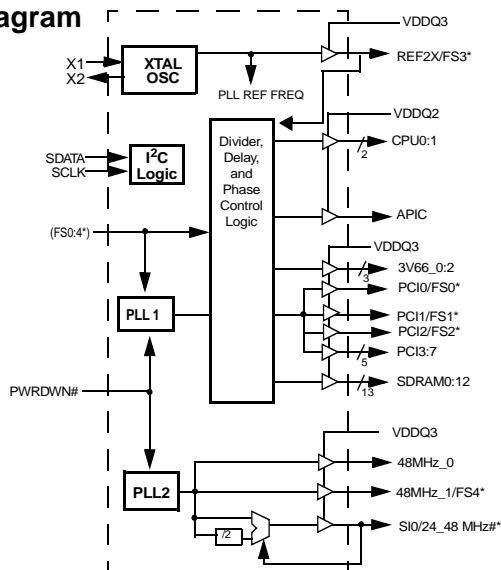 agram
VDDQ3
X1
X2
XTAL
OSC
REF2X/FS3*
PLL REF FREQ
VDDQ2
Divider,
Delay,
and
Phase
Control
Logic
CPU0:1
2
SDATA
SCLK
I2C
Logic
APIC
(FS0:4*)
VDDQ3
3V66_0:2
3
PCI0/FS0*
PLL 1
PCI1/FS1*
PCI2/FS2*
PCI3:7
5
PWRDWN#
SDRAM0:12
13
VDDQ3
48MHz_0
PLL2
48MHz_1/FS4*
SI0/24_48 MHz#*
/2